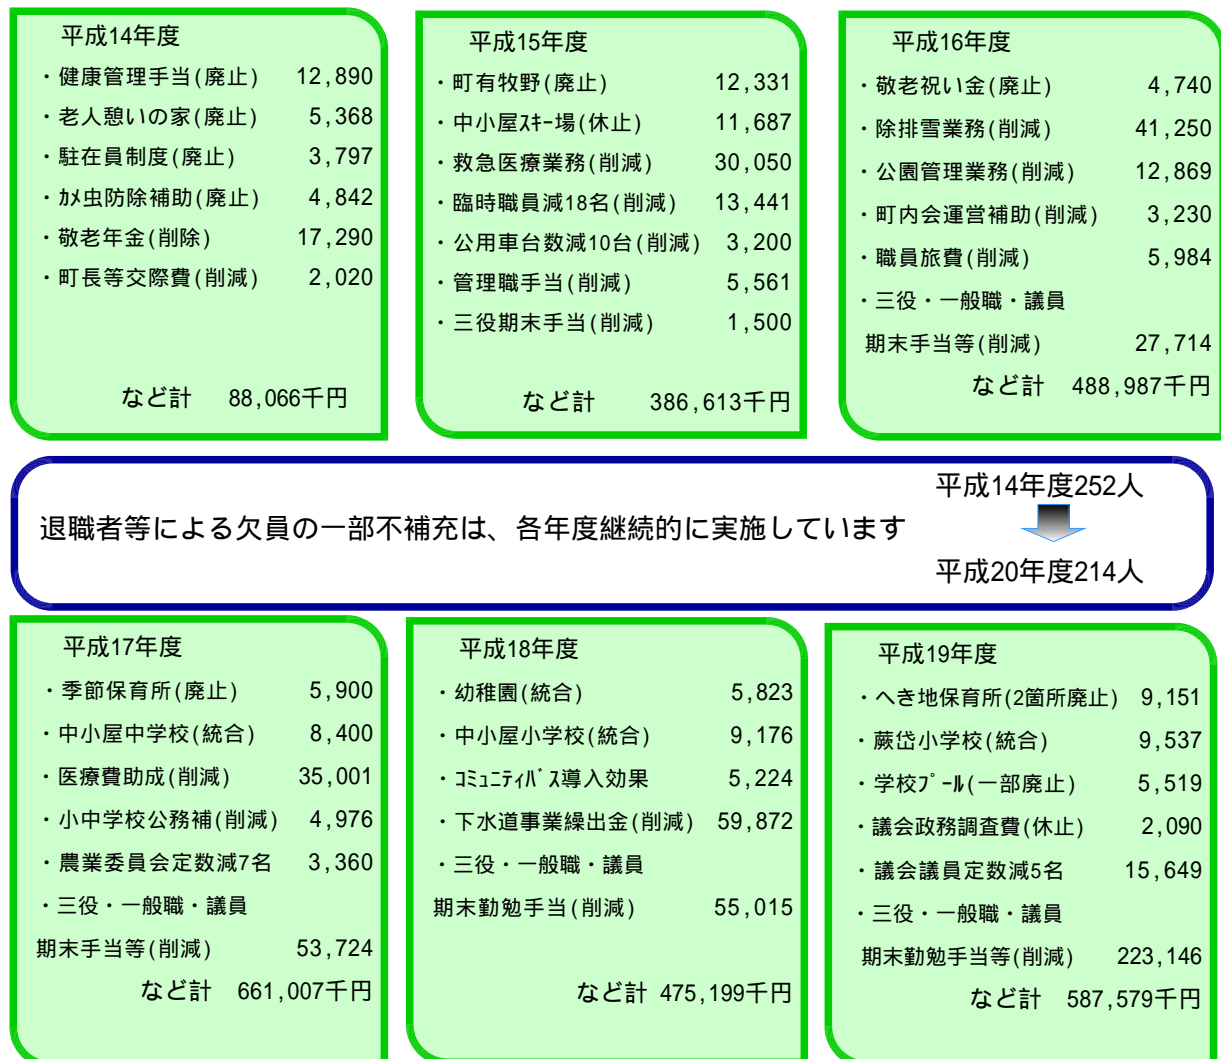 平成14年度
・健康管理手当(廃止) 12,890
・老人憩いの家(廃止) 5,368
・駐在員制度(廃止) 3,797
・ｶﾒ虫防除補助(廃止) 4,842
・敬老年金(削除) 17,290
・町長等交際費(削減) 2,020
など計 88,066千円
平成15年度
・町有牧野(廃止) 12,331
・中小屋ｽｷｰ場(休止) 11,687
・救急医療業務(削減) 30,050
・臨時職員減18名(削減) 13,441
・公用車台数減10台(削減) 3,200
・管理職手当(削減) 5,561
・三役期末手当(削減) 1,500
など計 386,613千円
平成16年度
・敬老祝い金(廃止) 4,740
・除排雪業務(削減) 41,250
・公園管理業務(削減) 12,869
・町内会運営補助(削減) 3,230
・職員旅費(削減) 5,984
・三役・一般職・議員
期末手当等(削減) 27,714
など計 488,987千円
平成14年度252人
退職者等による欠員の一部不補充は、各年度継続的に実施しています
平成20年度214人
平成17年度
・季節保育所(廃止) 5,900
・中小屋中学校(統合) 8,400
・医療費助成(削減) 35,001
・小中学校公務補(削減) 4,976
・農業委員会定数減7名 3,360
・三役・一般職・議員
期末手当等(削減) 53,724
など計 661,007千円
平成18年度
・幼稚園(統合) 5,823
・中小屋小学校(統合) 9,176
・ｺﾐｭﾆﾃｨﾊﾞｽ導入効果 5,224
・下水道事業繰出金(削減) 59,872
・三役・一般職・議員
期末勤勉手当(削減) 55,015
など計 475,199千円
平成19年度
・へき地保育所(2箇所廃止) 9,151
・蕨岱小学校(統合) 9,537
・学校ﾌﾟｰﾙ(一部廃止) 5,519
・議会政務調査費(休止) 2,090
・議会議員定数減5名 15,649
・三役・一般職・議員
期末勤勉手当等(削減) 223,146
など計 587,579千円